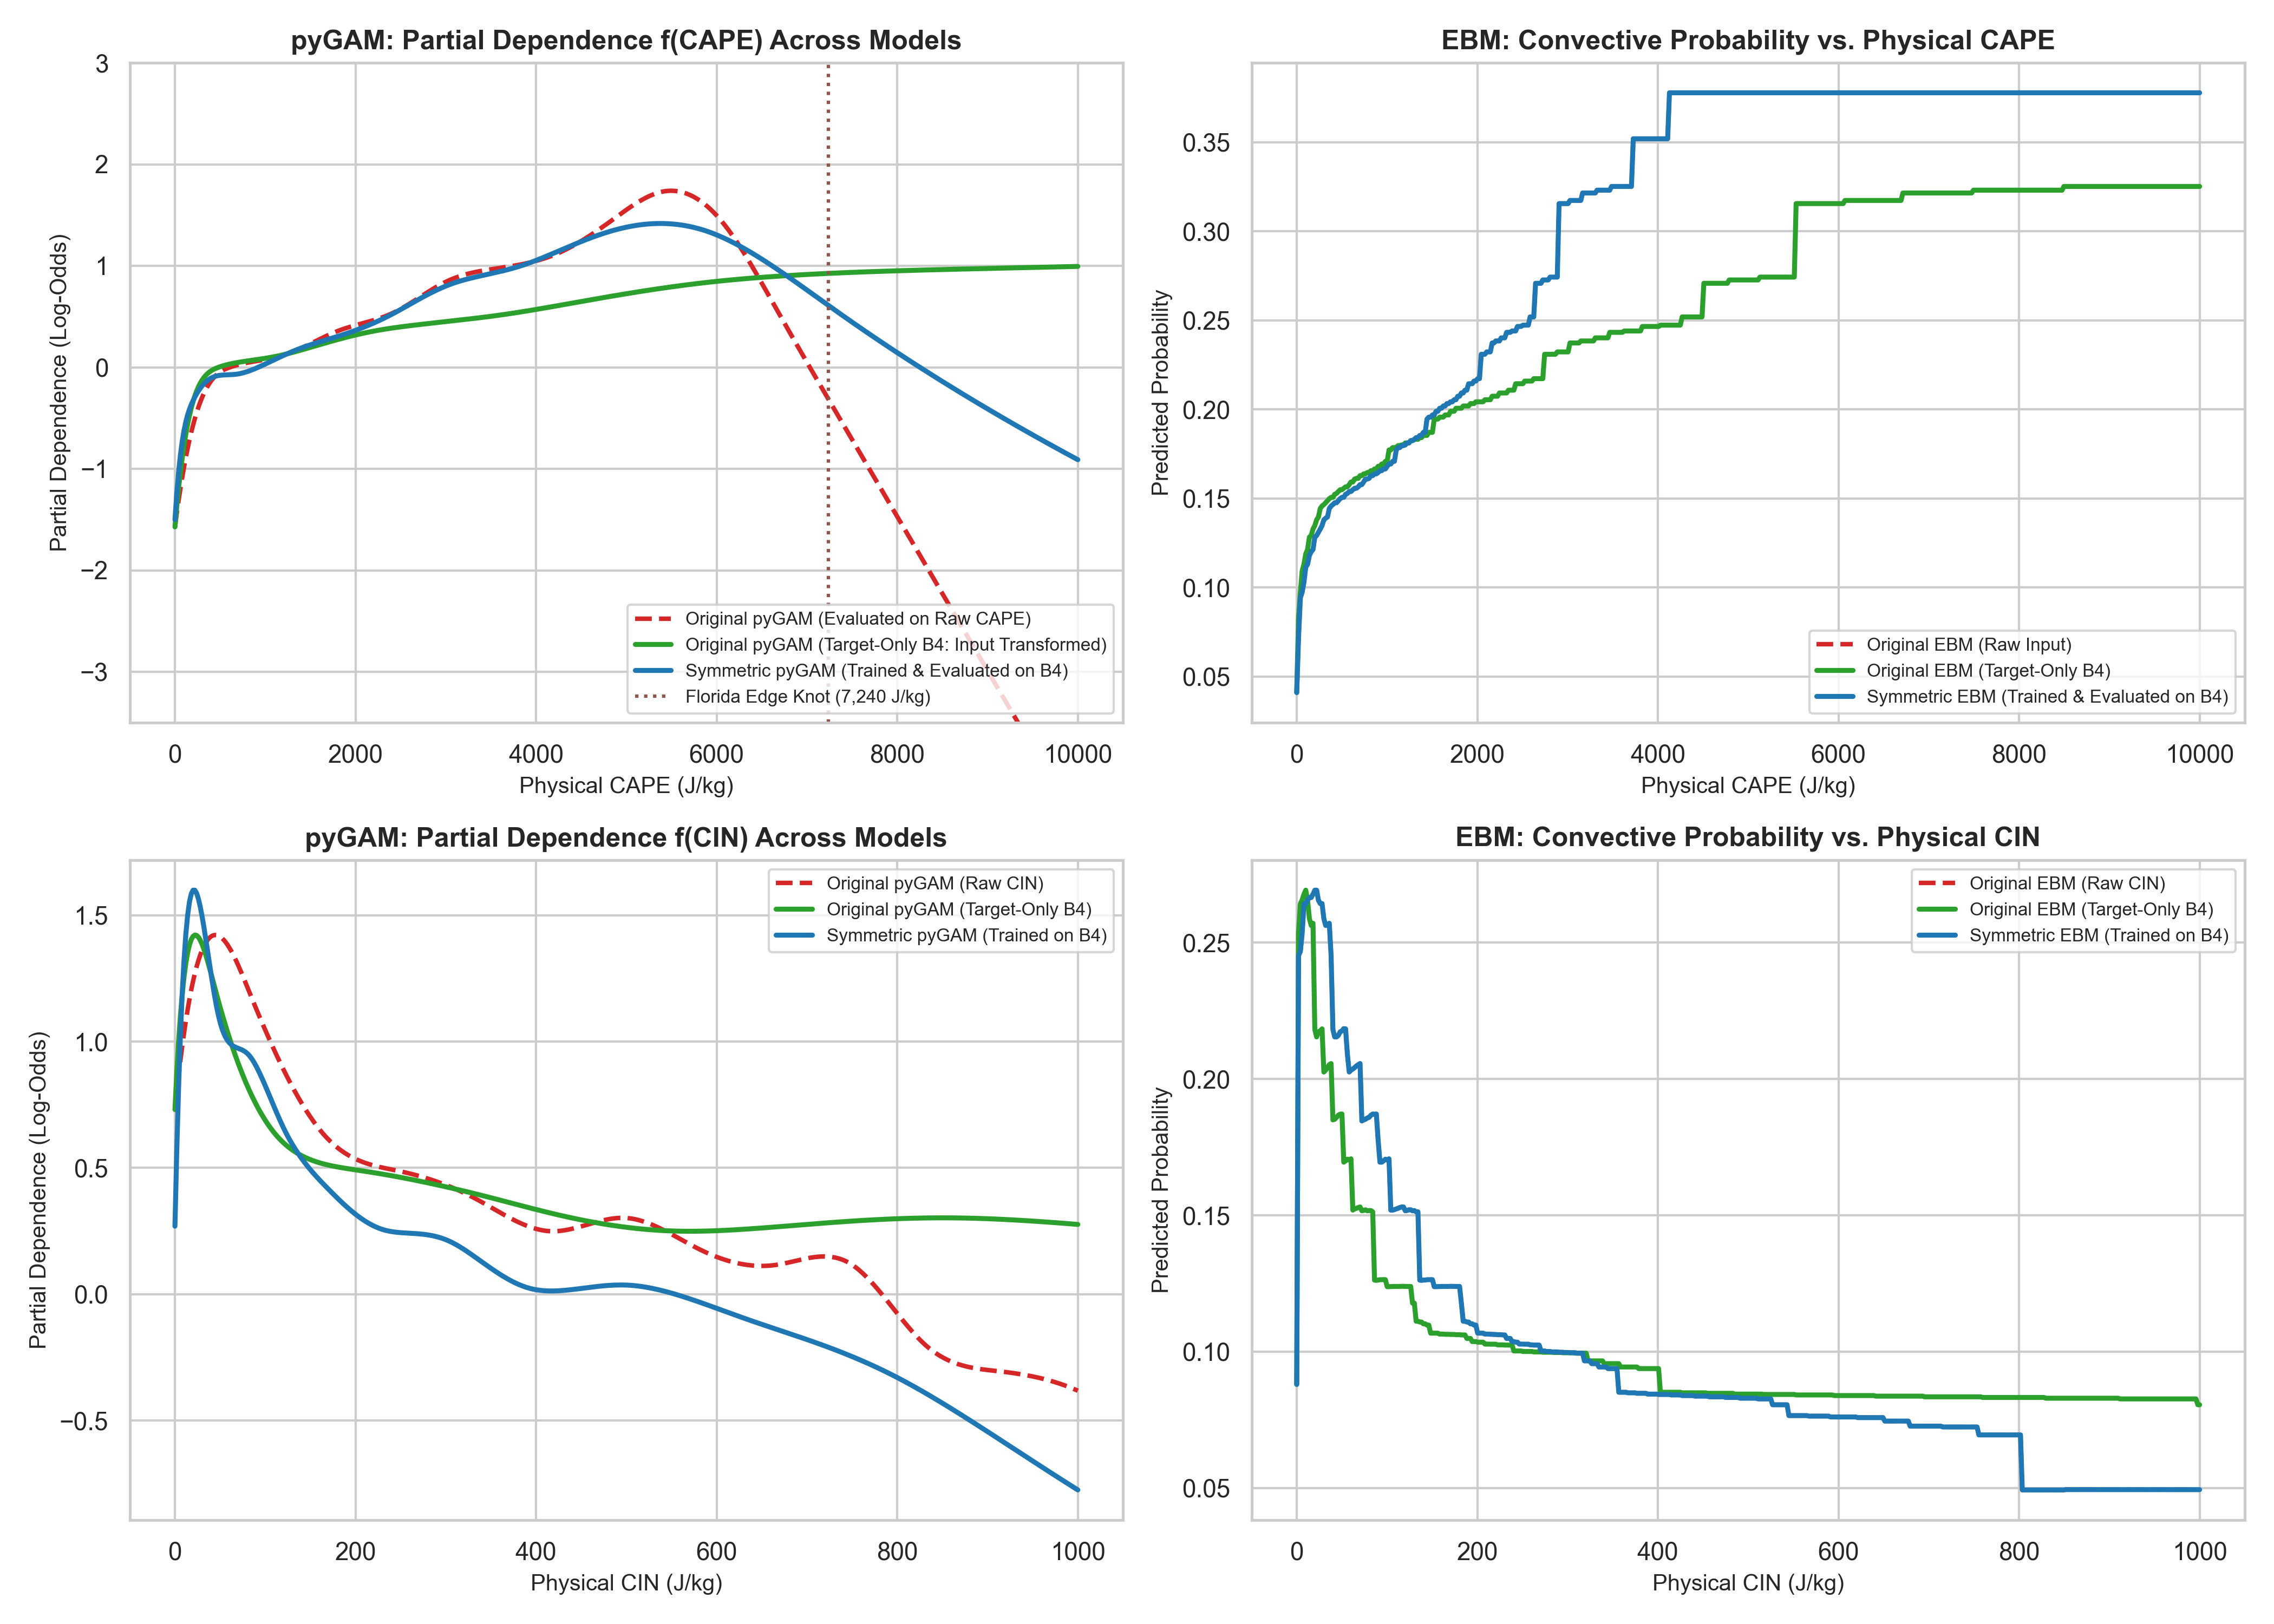 pyGAM: Partial Dependence f(CAPE) Across Models
3
2
1
0
−1
−2
−3
Partial Dependence (Log-Odds)
Original pyGAM (Evaluated on Raw CAPE)
Original pyGAM (Target-Only B4: Input Transformed)
Symmetric pyGAM (Trained & Evaluated on B4)
Florida Edge Knot (7,240 J/kg)
0 2000 4000 6000 8000 10000
Physical CAPE (J/kg)
EBM: Convective Probability vs. Physical CAPE
0.35
0.30
0.25
0.20
0.15
0.10
0.05
Predicted Probability
Original EBM (Raw Input)
Original EBM (Target-Only B4)
Symmetric EBM (Trained & Evaluated on B4)
0 2000 4000 6000 8000 10000
Physical CAPE (J/kg)
pyGAM: Partial Dependence f(CIN) Across Models
Original pyGAM (Raw CIN)
Original pyGAM (Target-Only B4)
Symmetric pyGAM (Trained on B4)
1.5
1.0
0.5
0.0
−0.5
Partial Dependence (Log-Odds)
0 200 400 600 800 1000
Physical CIN (J/kg)
EBM: Convective Probability vs. Physical CIN
Original EBM (Raw CIN)
Original EBM (Target-Only B4)
Symmetric EBM (Trained on B4)
0.25
0.20
0.15
0.10
0.05
Predicted Probability
0 200 400 600 800 1000
Physical CIN (J/kg)